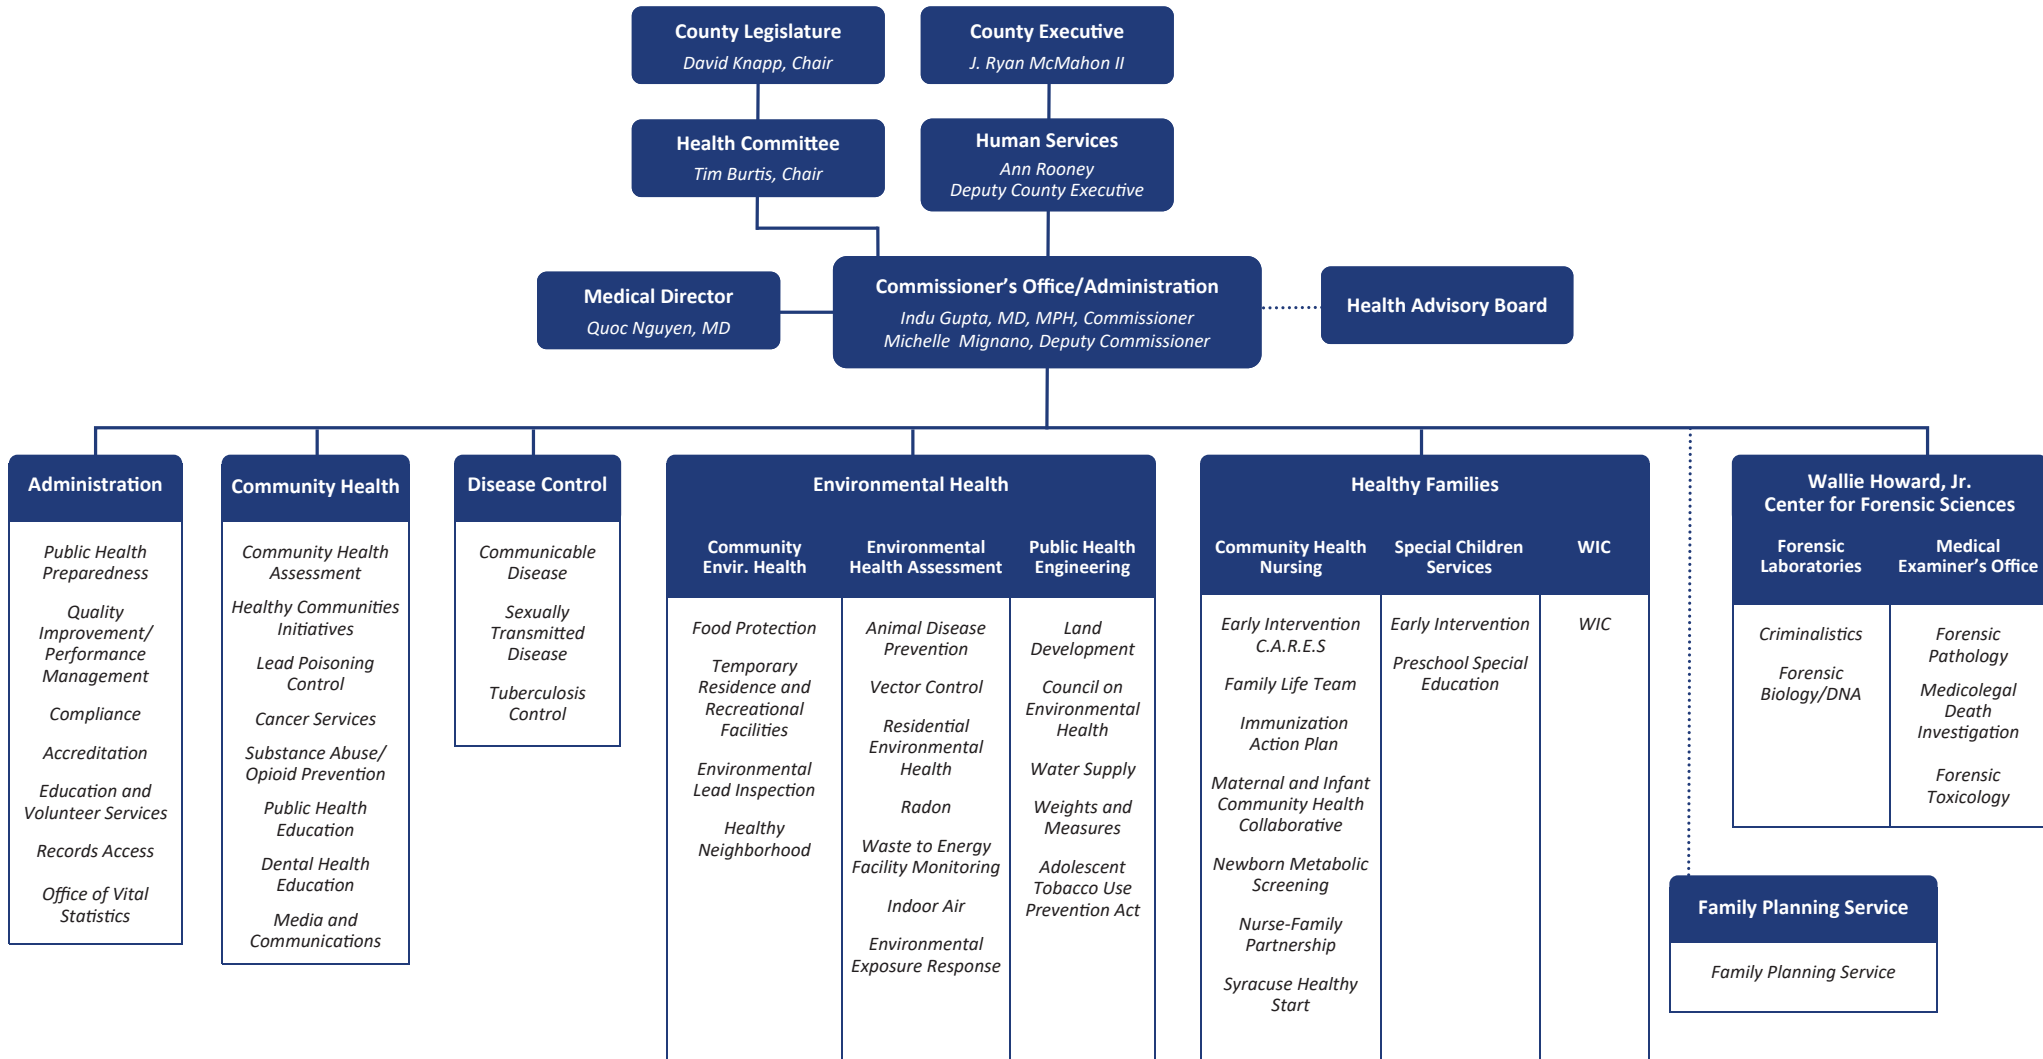 County Legislature
David Knapp, Chair
County Executive
J. Ryan McMahon II
Health Committee
Tim Burtis, Chair
Human Services
Ann Rooney
Deputy County Executive
Medical Director
Quoc Nguyen, MD
Commissioner's Office/Administration
Indu Gupta, MD, MPH, Commissioner
Michelle Mignano, Deputy Commissioner
Health Advisory Board
Administration
Public Health
Preparedness
Quality
Improvement/
Performance
Management
Compliance
Accreditation
Education and
Volunteer Services
Records Access
Office of Vital
Statistics
Community Health
Community Health
Assessment
Healthy Communities
Initiatives
Lead Poisoning
Control
Cancer Services
Substance Abuse/
Opioid Prevention
Public Health
Education
Dental Health
Education
Media and
Communications
Disease Control
Communicable
Disease
Sexually
Transmitted
Disease
Tuberculosis
Control
Environmental Health
Community
Envir. Health
Food Protection
Temporary
Residence and
Recreational
Facilities
Environmental
Lead Inspection
Healthy
Neighborhood
Environmental
Health Assessment
Animal Disease
Prevention
Vector Control
Residential
Environmental
Health
Radon
Waste to Energy
Facility Monitoring
Indoor Air
Environmental
Exposure Response
Public Health
Engineering
Land
Development
Council on
Environmental
Health
Water Supply
Weights and
Measures
Adolescent
Tobacco Use
Prevention Act
Healthy Families
Community Health
Nursing
Early Intervention
C.A.R.E.S
Family Life Team
Immunization
Action Plan
Maternal and Infant
Community Health
Collaborative
Newborn Metabolic
Screening
Nurse-Family
Partnership
Syracuse Healthy
Start
Special Children
Services
Early Intervention
Preschool Special
Education
WIC
WIC
Wallie Howard, Jr.
Center for Forensic Sciences
Forensic
Laboratories
Criminalistics
Forensic
Biology/DNA
Medical
Examiner's Office
Forensic
Pathology
Medicolegal
Death
Investigation
Forensic
Toxicology
Family Planning Service
Family Planning Service